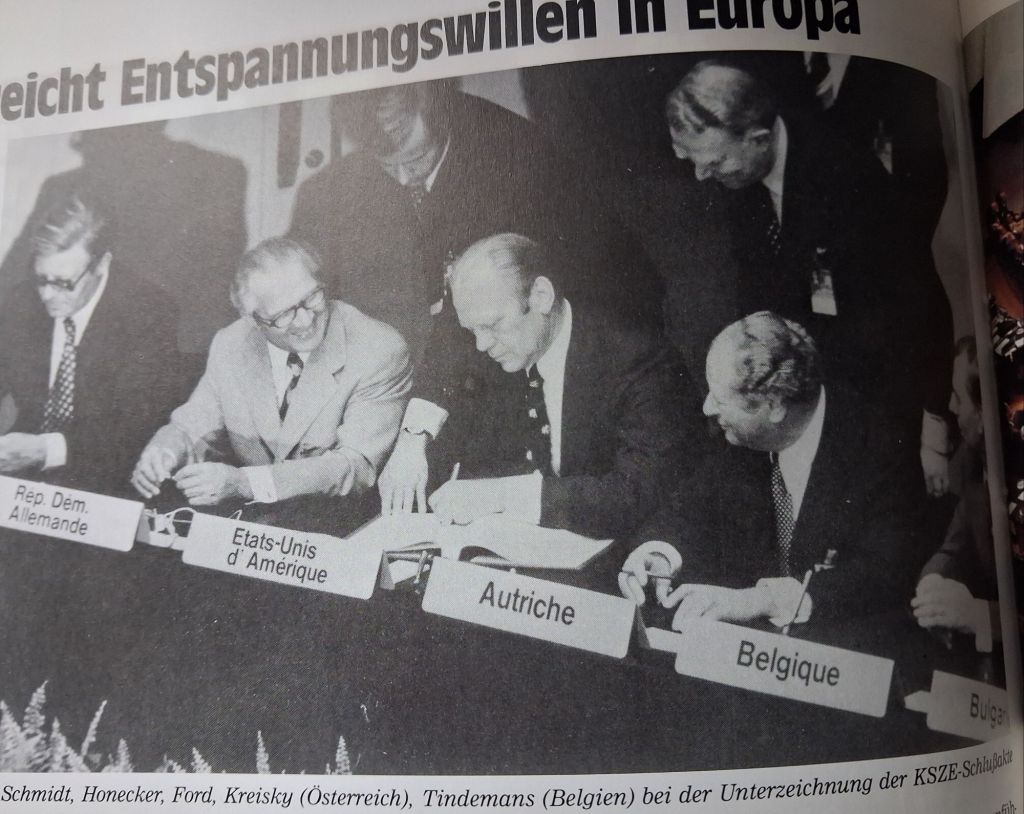 eicht Entspannungswillen in Europa
Rép. Dém.
Allemande
Etats-Unis
d'Amérique
Autriche
Belgique
Bulgar
Schmidt, Honecker, Ford, Kreisky (Österreich), Tindemans (Belgien) bei der Unterzeichnung der KSZE-Schlußakte